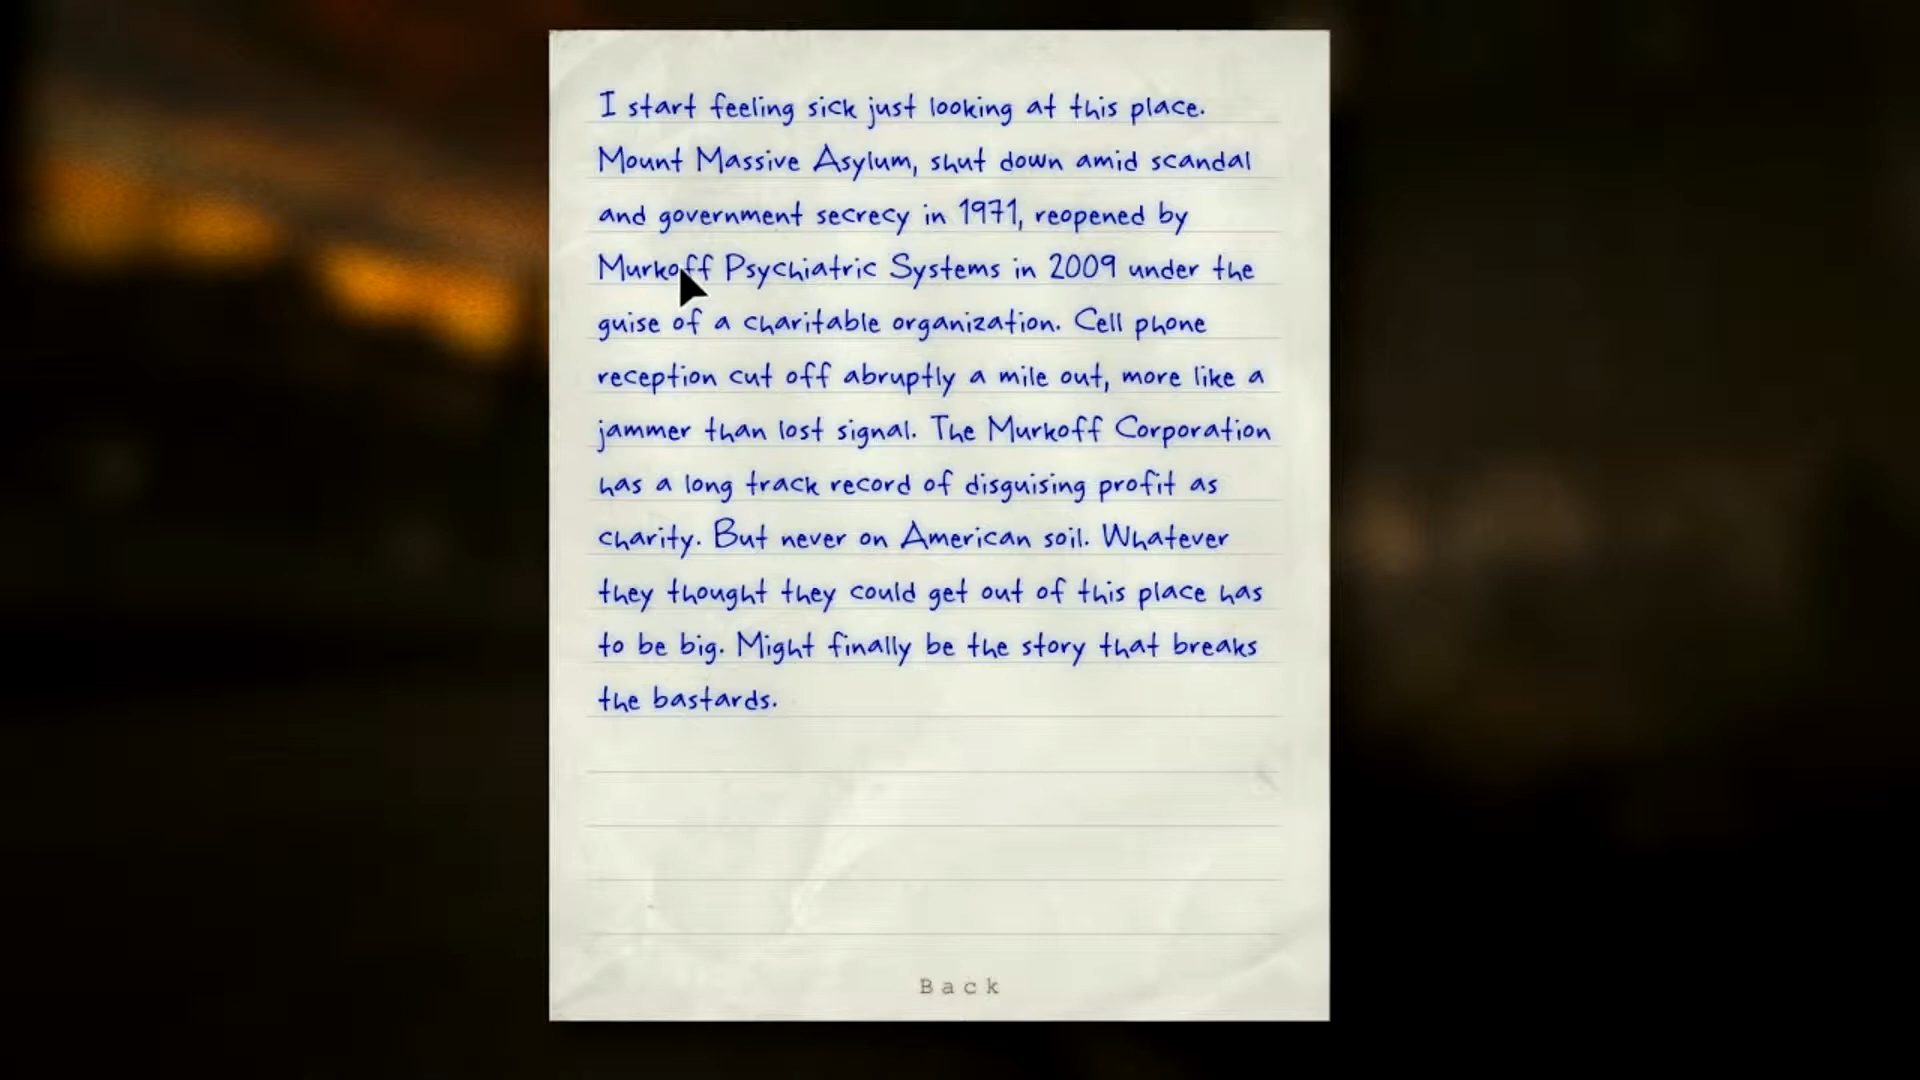 I start feeling sick just looking at this place.
Mount Massive Asylum, shut down amid scandal
and government secrecy in 1971, reopened by
Murkoff Psychiatric Systems in 2009 under the
guise of a charitable organization. Cell phone
reception cut off abruptly a mile out, more like a
jammer than lost signal. The Murkoff Corporation
has a long track record of disguising profit as
charity. But never on American soil. Whatever
they thought they could get out of this place has
to be big. Might finally be the story that breaks
the bastards.
Back